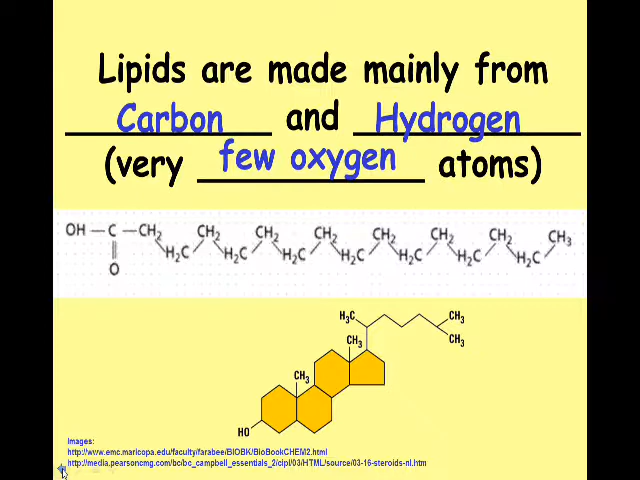 Lipids are made mainly from
Carbon and Hydrogen
(very few oxygen atoms)
OH — C — CH₂ CH₂ CH₂ CH₂ CH₂ CH₂ CH₂ CH₃
H₂C H₂C H₂C H₂C H₂C H₂C H₂C
O
H₃C CH₃
CH₃ CH₃
CH₃
HO
Images:
http://www.emc.maricopa.edu/faculty/farabee/BIOBK/BioBookCHEM2.html
http://media.pearsoncmg.com/bc/bc_campbell_essentials_2/cipl/03/HTML/source/03-16-steroids-nl.htm